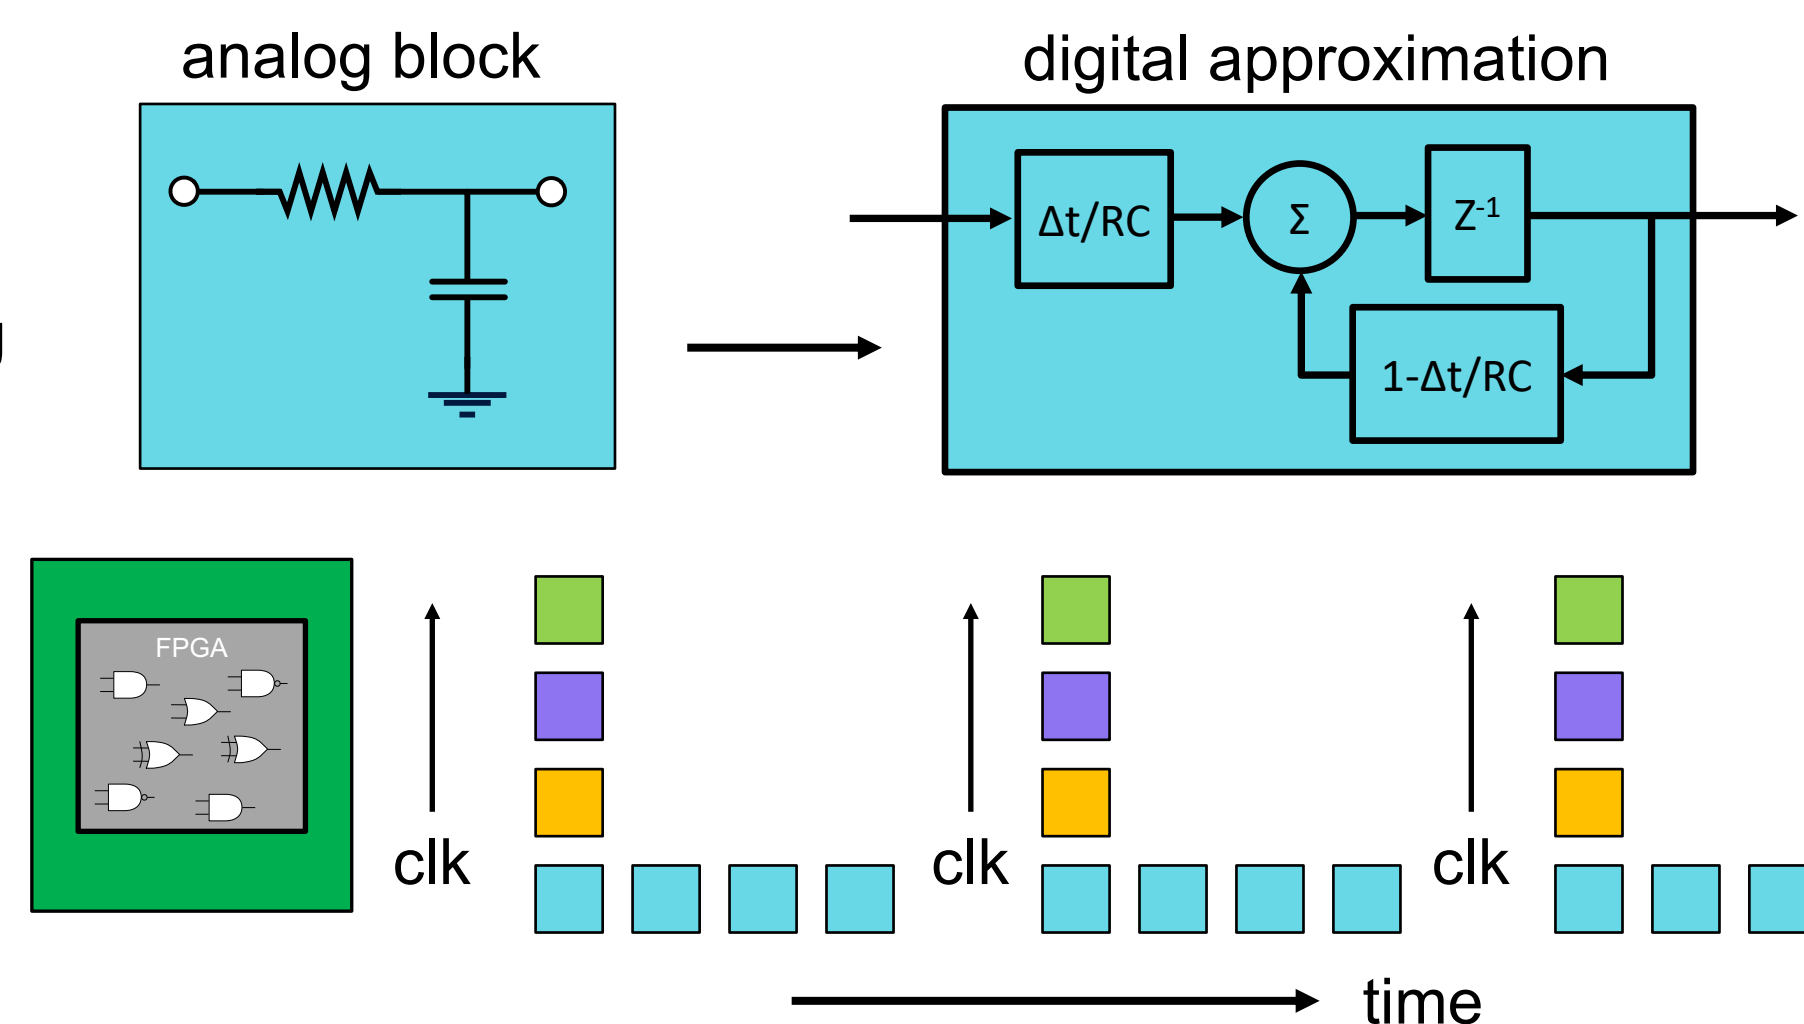 analog block
digital approximation
Δt/RC
Σ
Z-1
1-Δt/RC
g
FPGA
clk
clk
clk
time